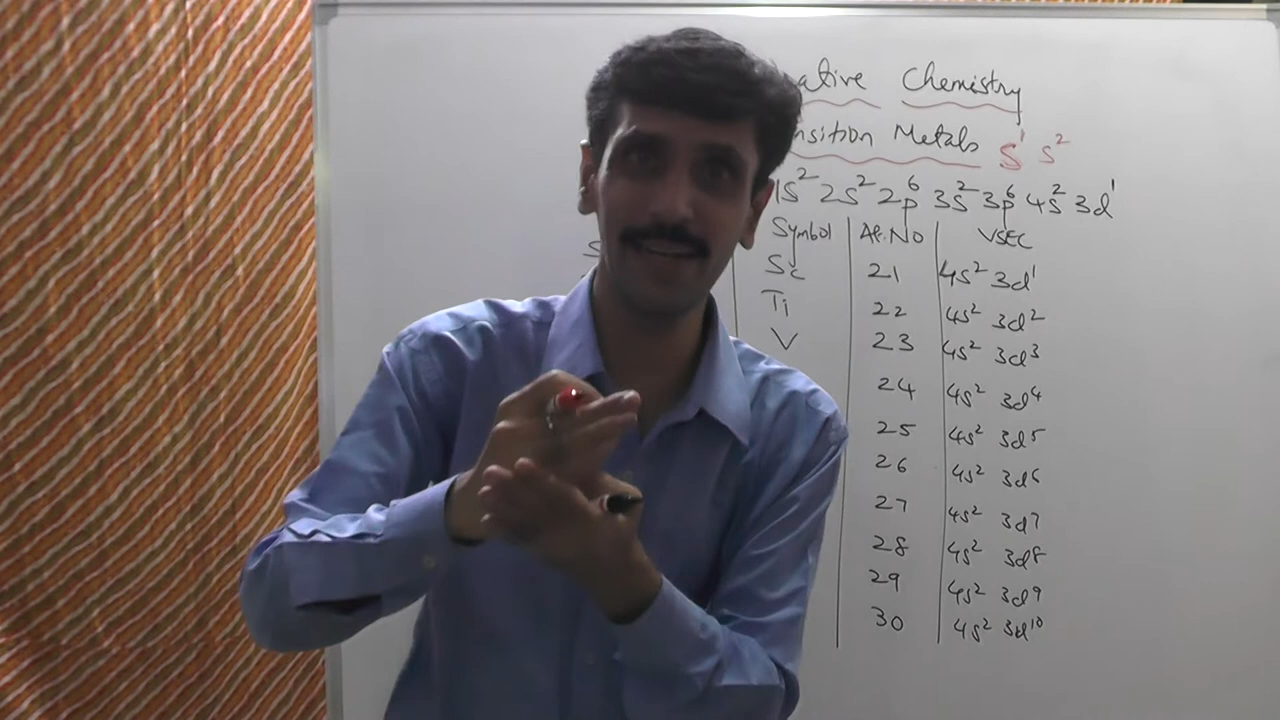 Chemistry
Metals s¹ s²
1s² 2s² 2p⁶ 3s² 3p⁶ 4s² 3d¹
Symbol At.No VSEC
Sc 21 4s² 3d¹
Ti 22 4s² 3d²
V 23 4s² 3d³
24 4s² 3d⁴
25 4s² 3d⁵
26 4s² 3d⁶
27 4s² 3d⁷
28 4s² 3d⁸
29 4s² 3d⁹
30 4s² 3d¹⁰